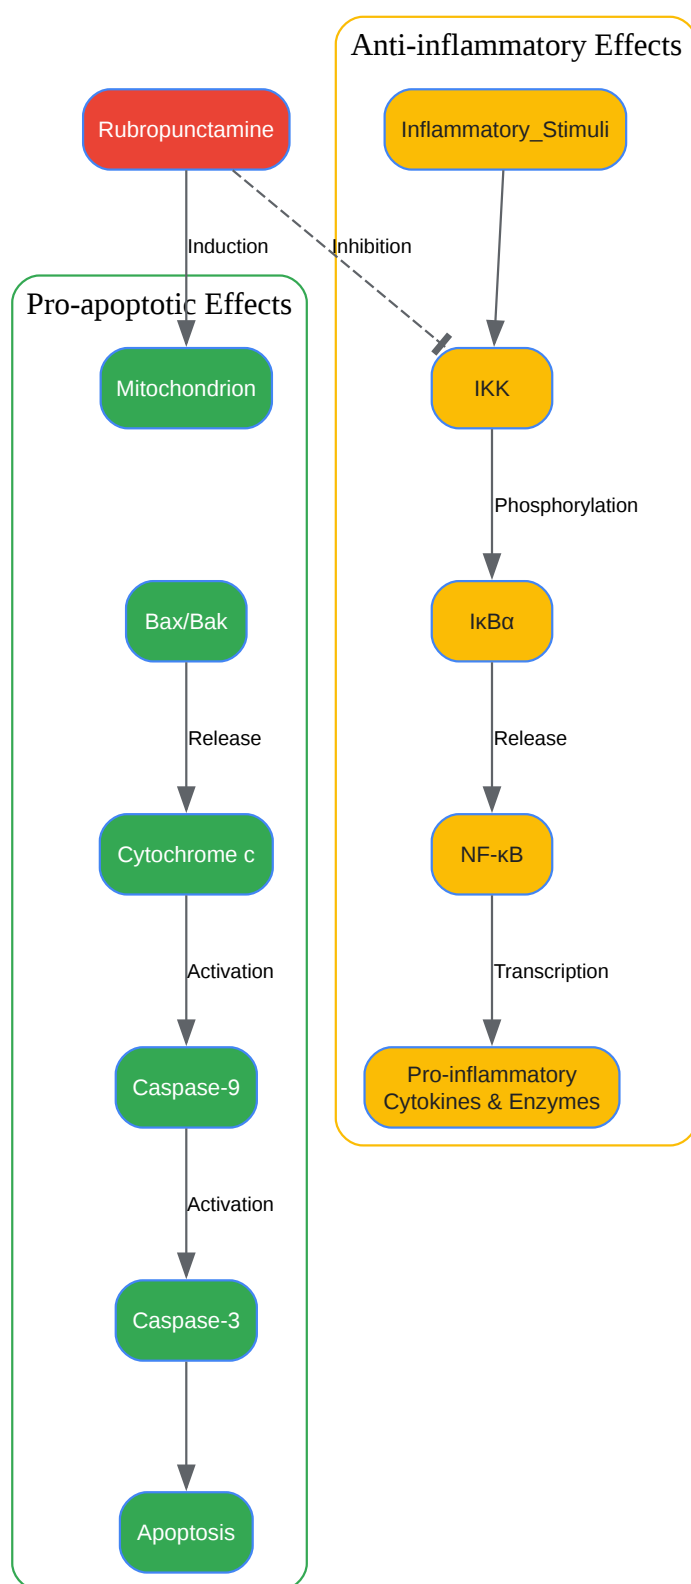 Anti-inflammatory Effects
Rubropunctamine
Inflammatory_Stimuli
Induction
Inhibition
Pro-apoptotic Effects
Mitochondrion
IKK
Phosphorylation
Bax/Bak
IκBα
Release
Release
Cytochrome c
NF-κB
Activation
Transcription
Caspase-9
Pro-inflammatory
Cytokines & Enzymes
Activation
Caspase-3
Apoptosis